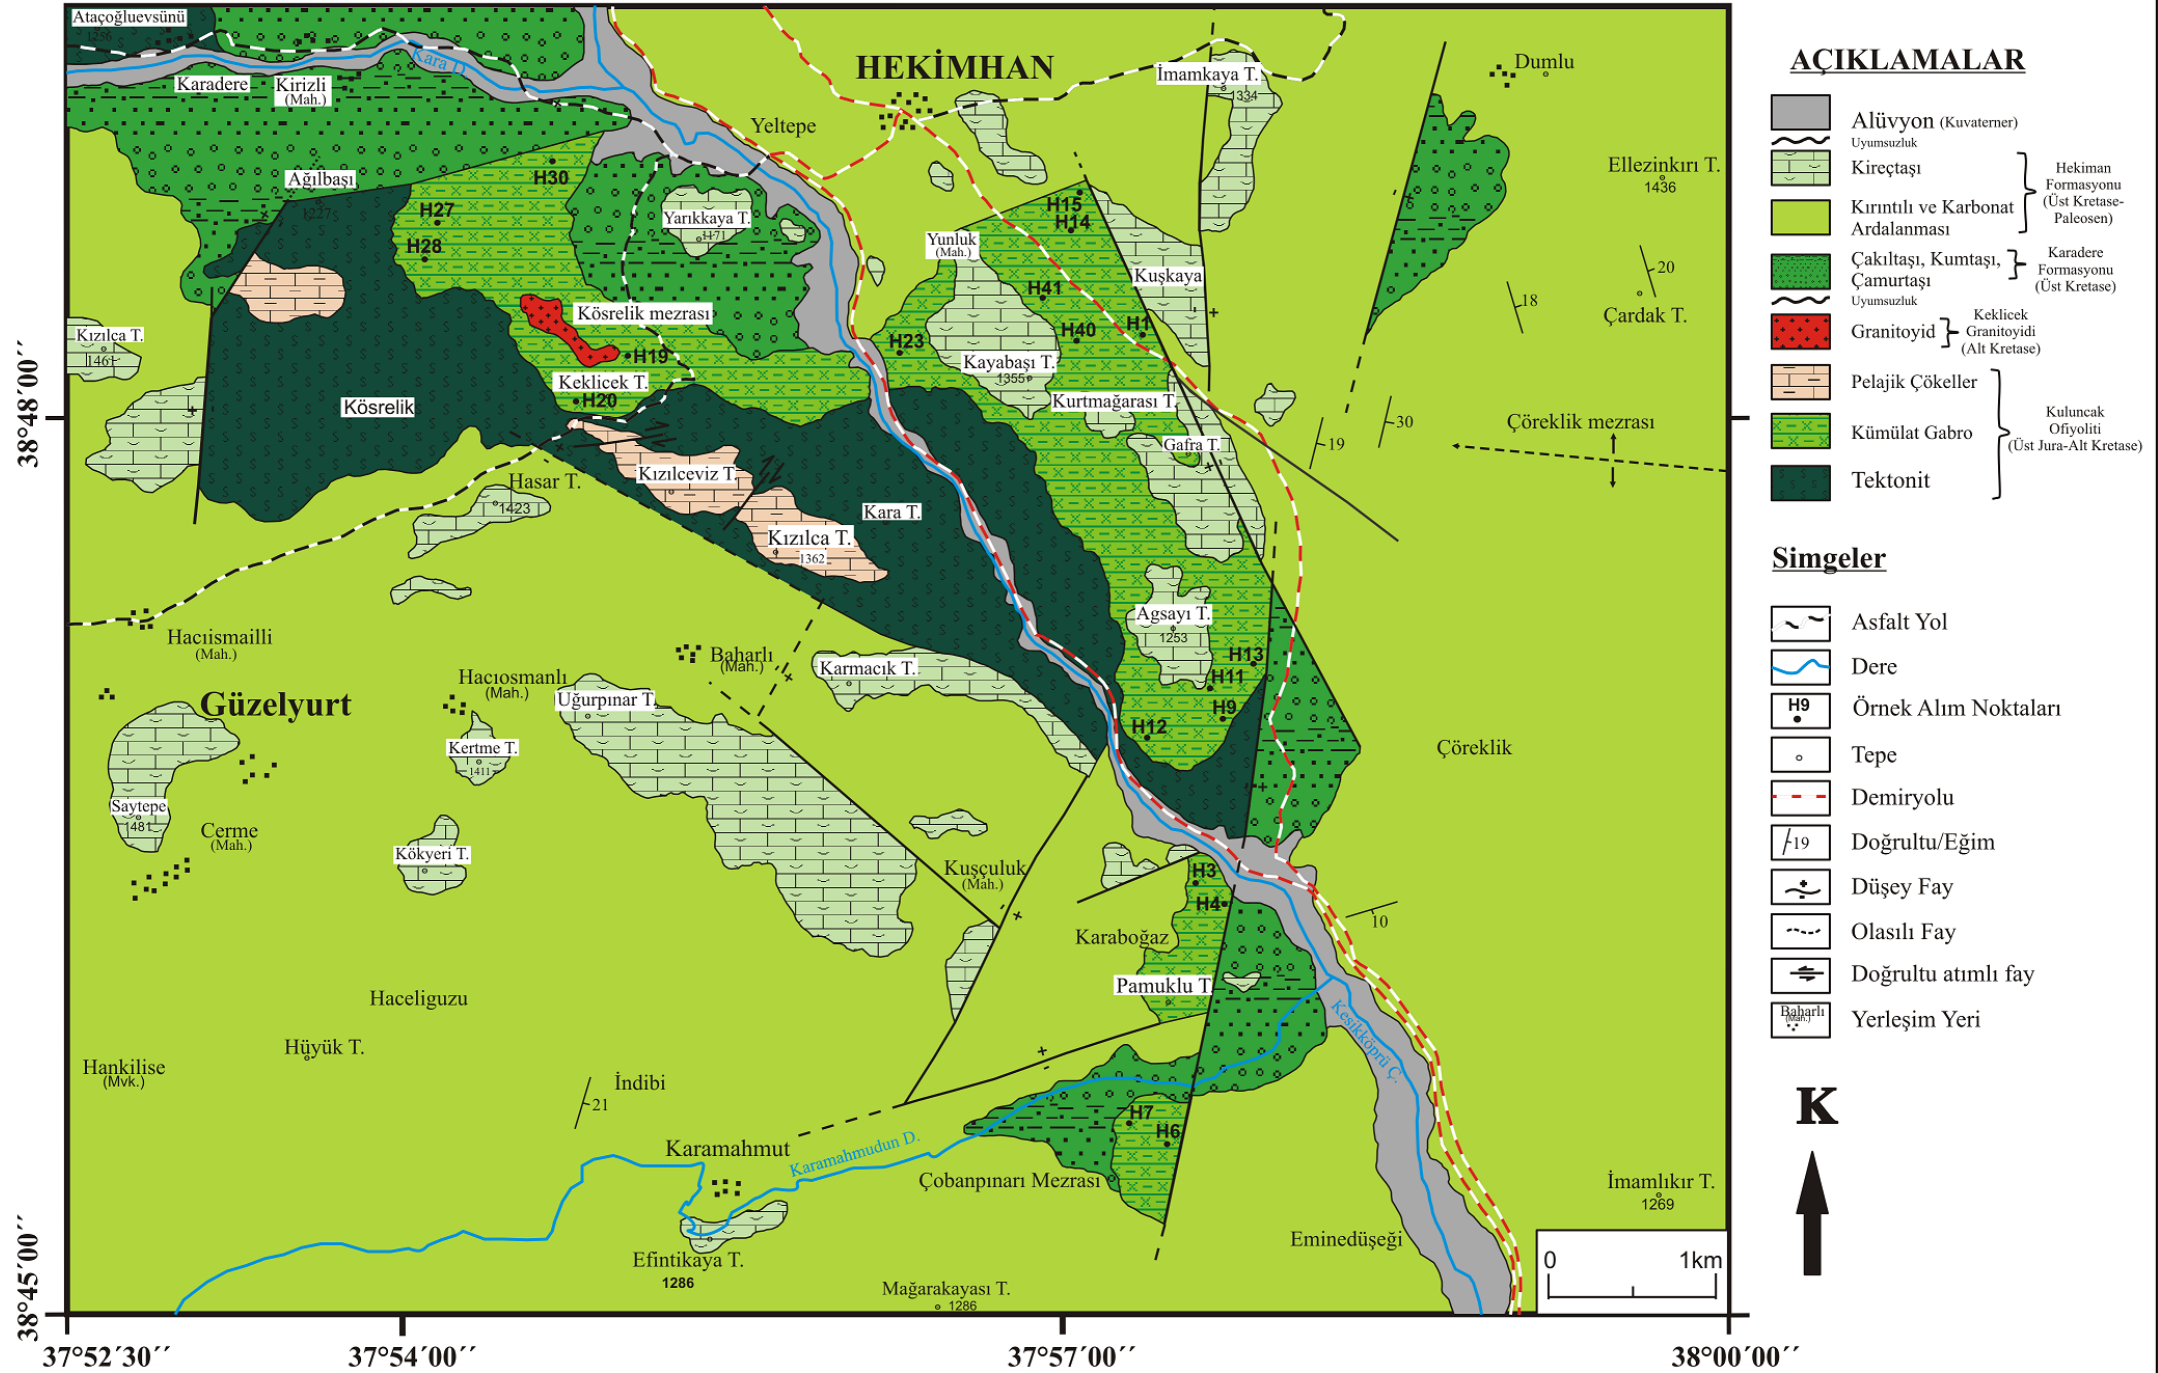 Ataçoğluevsünü
1256
Kara D.
Karadere
Kirizli
(Mah.)
HEKİMHAN
İmamkaya T.
1334
Dumlu
Yeltepe
Ellezinkırı T.
1436
Ağılbaşı
1227
H30
H27
H28
Yarıkkaya T.
1171
H15
H14
Yunluk
(Mah.)
Kuşkaya
20
18
Çardak T.
H41
H40
H1
H23
Kösrelik mezrası
H19
Kızılca T.
1461
Keklicek T.
H20
Kayabaşı T.
1355
Kurtmağarası T.
Kösrelik
30
19
Çöreklik mezrası
Gafra T.
Hasar T.
1423
Kızılceviz T.
Kara T.
Kızılca T.
1362
Agsayı T.
1253
Hacıismailli
(Mah.)
Baharlı
(Mah.)
Karmacık T.
H13
H11
H9
H12
Hacıosmanlı
(Mah.)
Güzelyurt
Uğurpınar T.
Kertme T.
1411
Çöreklik
Saytepe
1481
Cerme
(Mah.)
Kökyeri T.
Kuşçuluk
(Mah.)
H3
H4
10
Karaboğaz
Pamuklu T.
Haceliguzu
Keşikköprü Ç.
Hüyük T.
Hankilise
(Mvk.)
İndibi
21
H7
H6
Karamahmut
Karamahmudun D.
Çobanpınarı Mezrası
İmamlıkır T.
1269
Eminedüşeği
Efintikaya T.
1286
Mağarakayası T.
1286
0 1km
38°48′00′′
38°45′00′′
37°52′30′′
37°54′00′′
37°57′00′′
38°00′00′′
AÇIKLAMALAR
Alüvyon (Kuvaterner)
Uyumsuzluk
Kireçtaşı
Kırıntılı ve Karbonat
Ardalanması
Hekiman
Formasyonu
(Üst Kretase-
Paleosen)
Çakıltaşı, Kumtaşı,
Çamurtaşı
Karadere
Formasyonu
(Üst Kretase)
Uyumsuzluk
Granitoyid
Keklicek
Granitoyidi
(Alt Kretase)
Pelajik Çökeller
Kümülat Gabro
Tektonit
Kuluncak
Ofiyoliti
(Üst Jura-Alt Kretase)
Simgeler
Asfalt Yol
Dere
H9
Örnek Alım Noktaları
Tepe
Demiryolu
19
Doğrultu/Eğim
Düşey Fay
Olasılı Fay
Doğrultu atımlı fay
Baharlı
(Mah.)
Yerleşim Yeri
K